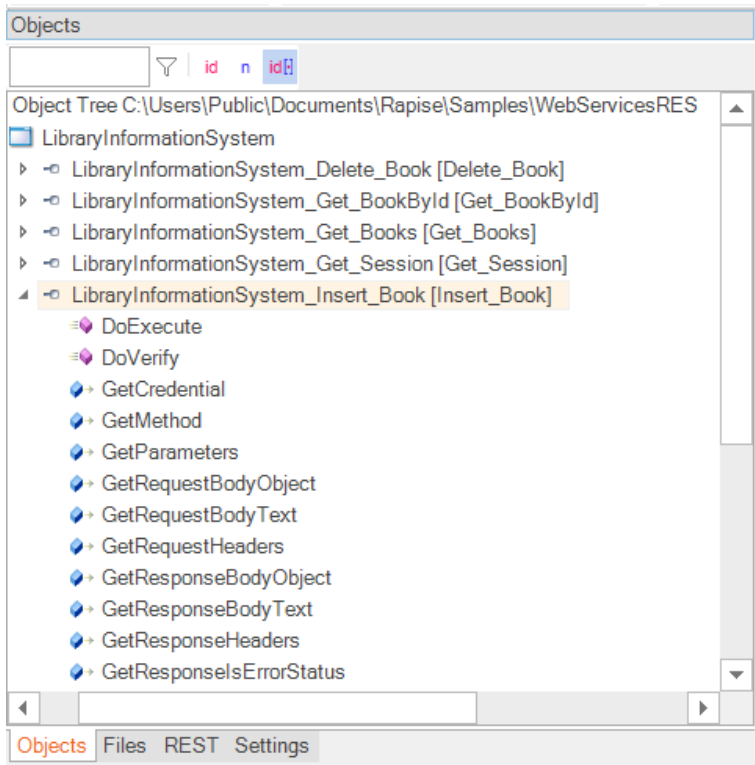 Objects
id n id[·]
Object Tree C:\Users\Public\Documents\Rapise\Samples\WebServicesRES
LibraryInformationSystem
LibraryInformationSystem_Delete_Book [Delete_Book]
LibraryInformationSystem_Get_BookById [Get_BookById]
LibraryInformationSystem_Get_Books [Get_Books]
LibraryInformationSystem_Get_Session [Get_Session]
LibraryInformationSystem_Insert_Book [Insert_Book]
DoExecute
DoVerify
GetCredential
GetMethod
GetParameters
GetRequestBodyObject
GetRequestBodyText
GetRequestHeaders
GetResponseBodyObject
GetResponseBodyText
GetResponseHeaders
GetResponseIsErrorStatus
Objects Files REST Settings